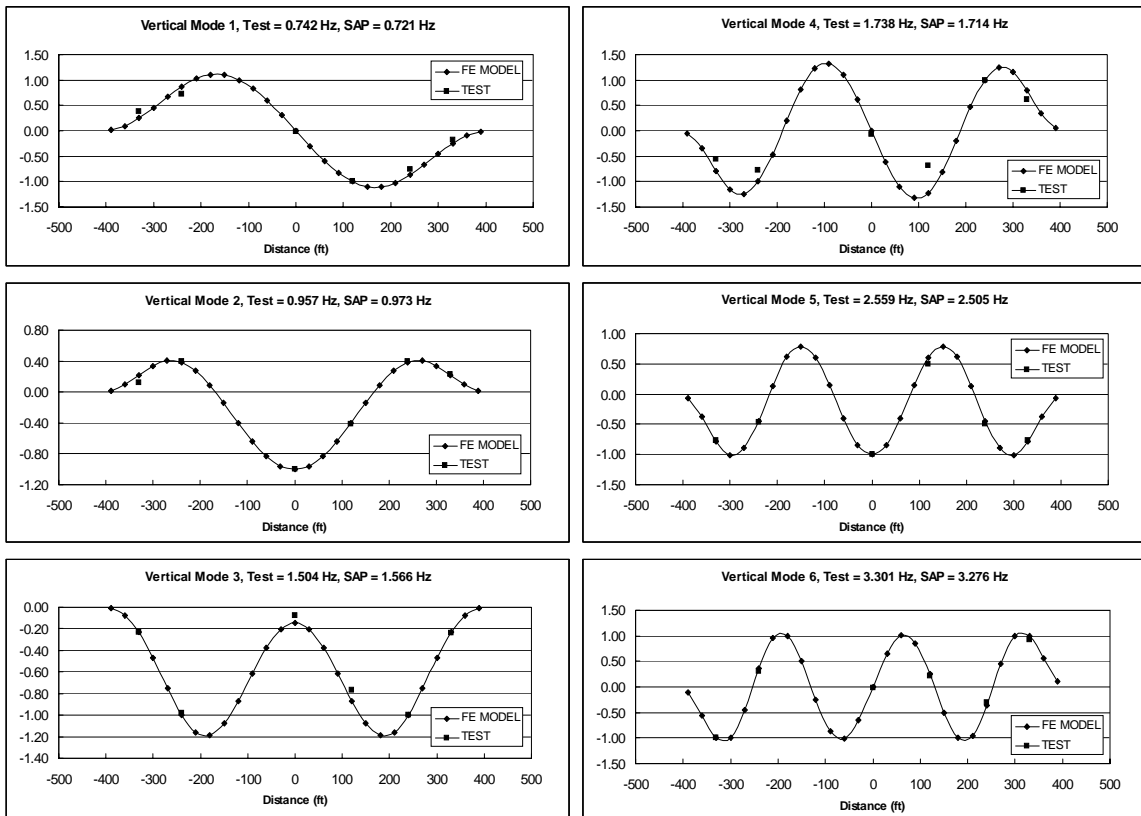 Vertical Mode 1, Test = 0.742 Hz, SAP = 0.721 Hz
1.50
1.00
0.50
0.00
-0.50
-1.00
-1.50
-500 -400 -300 -200 -100 0 100 200 300 400 500
Distance (ft)
FE MODEL
TEST
Vertical Mode 4, Test = 1.738 Hz, SAP = 1.714 Hz
1.50
1.00
0.50
0.00
-0.50
-1.00
-1.50
-500 -400 -300 -200 -100 0 100 200 300 400 500
Distance (ft)
FE MODEL
TEST
Vertical Mode 2, Test = 0.957 Hz, SAP = 0.973 Hz
0.80
0.40
0.00
-0.40
-0.80
-1.20
-500 -400 -300 -200 -100 0 100 200 300 400 500
Distance (ft)
FE MODEL
TEST
Vertical Mode 5, Test = 2.559 Hz, SAP = 2.505 Hz
1.00
0.50
0.00
-0.50
-1.00
-1.50
-500 -400 -300 -200 -100 0 100 200 300 400 500
Distance (ft)
FE MODEL
TEST
Vertical Mode 3, Test = 1.504 Hz, SAP = 1.566 Hz
0.00
-0.20
-0.40
-0.60
-0.80
-1.00
-1.20
-1.40
-500 -400 -300 -200 -100 0 100 200 300 400 500
Distance (ft)
FE MODEL
TEST
Vertical Mode 6, Test = 3.301 Hz, SAP = 3.276 Hz
1.50
1.00
0.50
0.00
-0.50
-1.00
-1.50
-500 -400 -300 -200 -100 0 100 200 300 400 500
Distance (ft)
FE MODEL
TEST